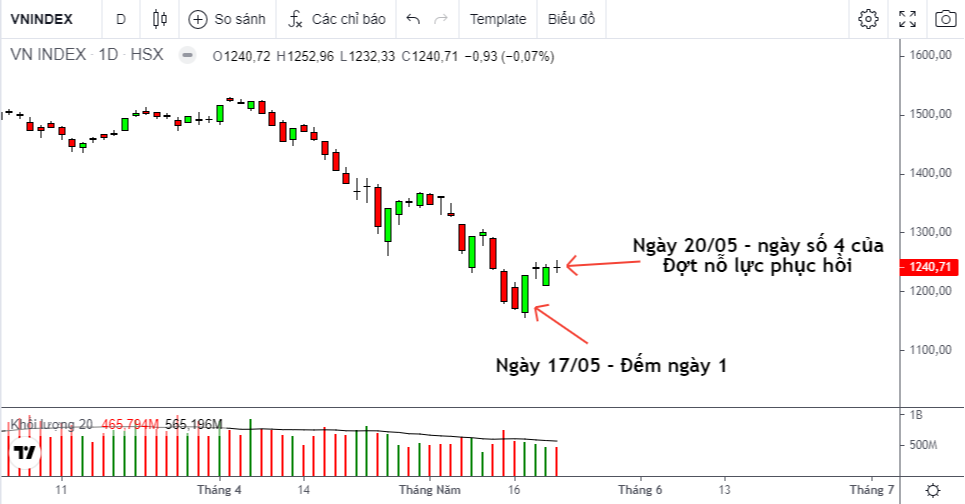 VNINDEX D So sánh Các chỉ báo Template Biểu đồ
VN INDEX · 1D · HSX O1240,72 H1252,96 L1232,33 C1240,71 −0,93 (−0,07%)
1600,00
1500,00
1400,00
1300,00
Ngày 20/05 - ngày số 4 của
Đợt nỗ lực phục hồi
1240,71
1200,00
1100,00
Ngày 17/05 - Đếm ngày 1
Khối lượng 20 465.794M 565.196M
1B
500M
11 Tháng 4 14 Tháng Năm 16 Tháng 6 13 Tháng 7